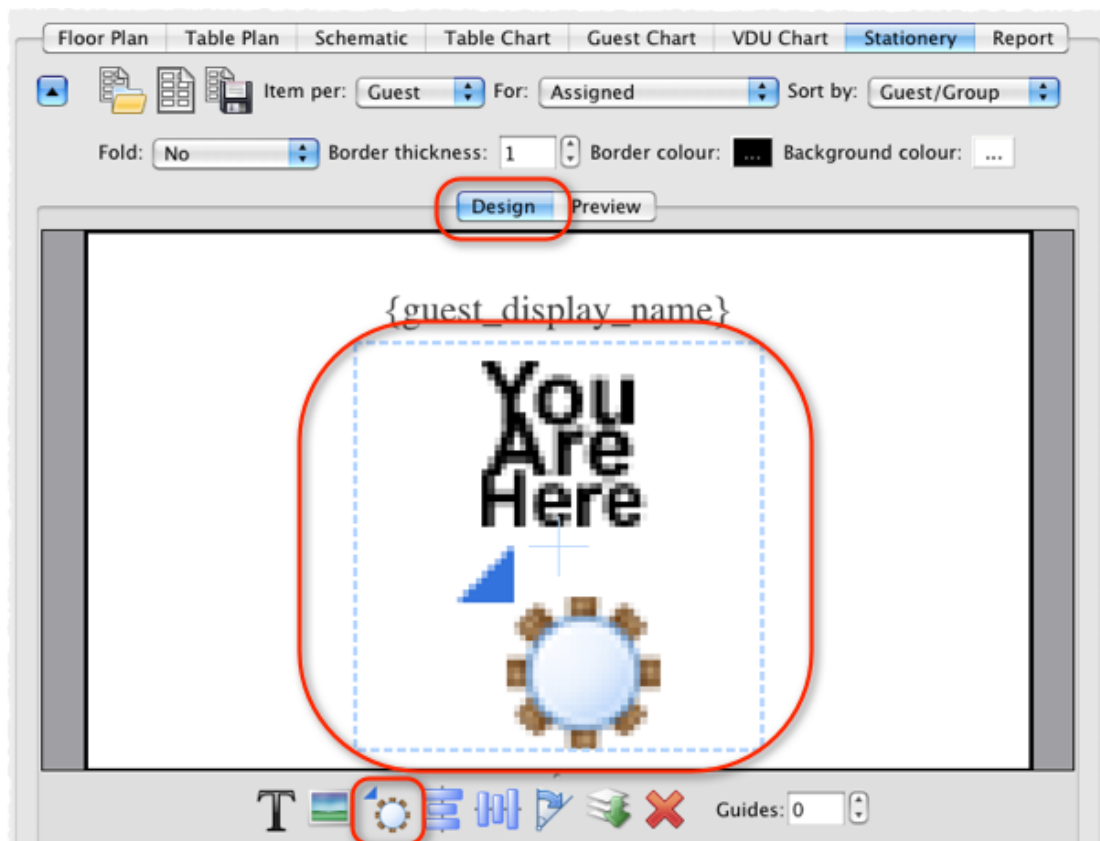 Floor Plan Table Plan Schematic Table Chart Guest Chart VDU Chart Stationery Report
Item per: Guest For: Assigned Sort by: Guest/Group
Fold: No Border thickness: 1 Border colour: ... Background colour: ...
Design Preview
{guest_display_name}
You
Are
Here
T Guides: 0